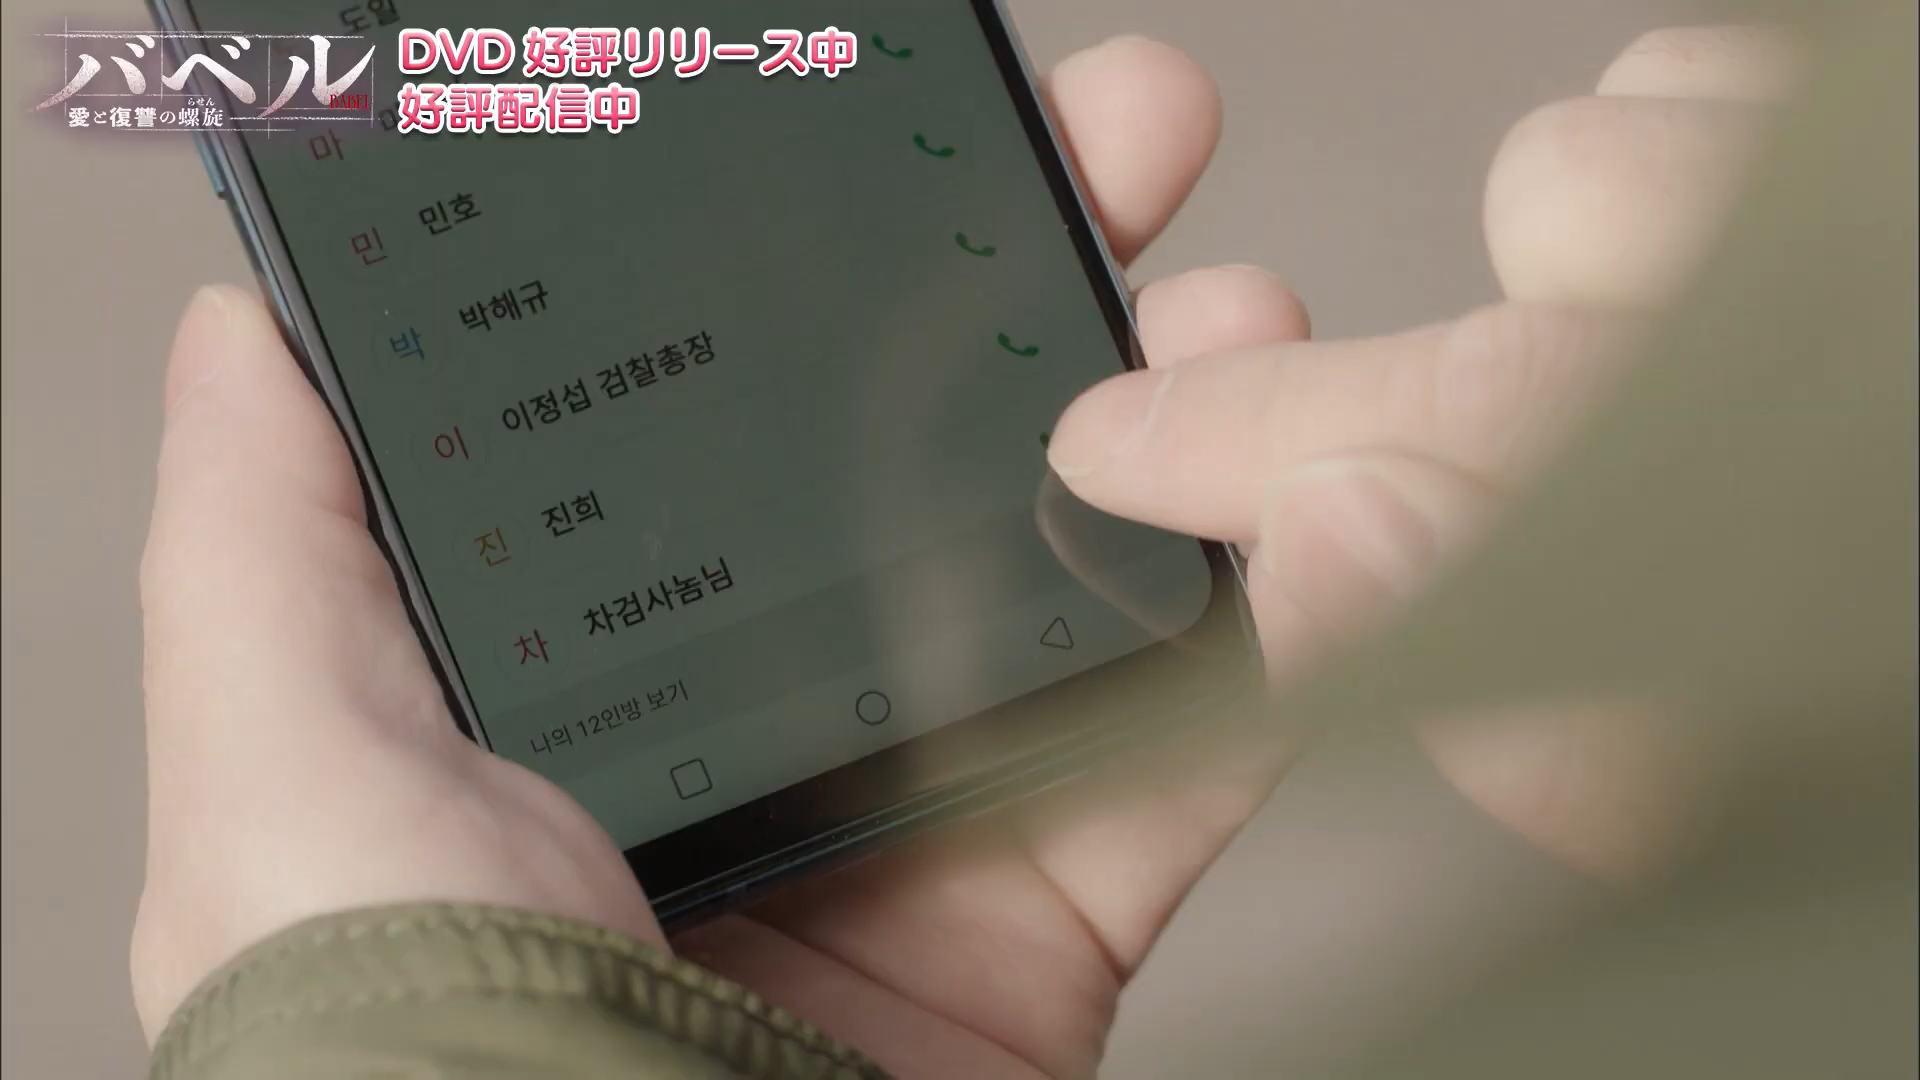 バベル
BABEL
らせん
愛と復讐の螺旋
DVD 好評リリース中
好評配信中
도일
마
민 민호
박 박해규
이 이정섭 검찰총장
진 진희
차 차검사놈님
나의 12인방 보기